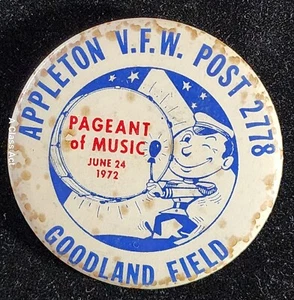 APPLETON V.F.W. POST 2778
PAGEANT
of MUSIC
JUNE 24
1972
GOODLAND FIELD